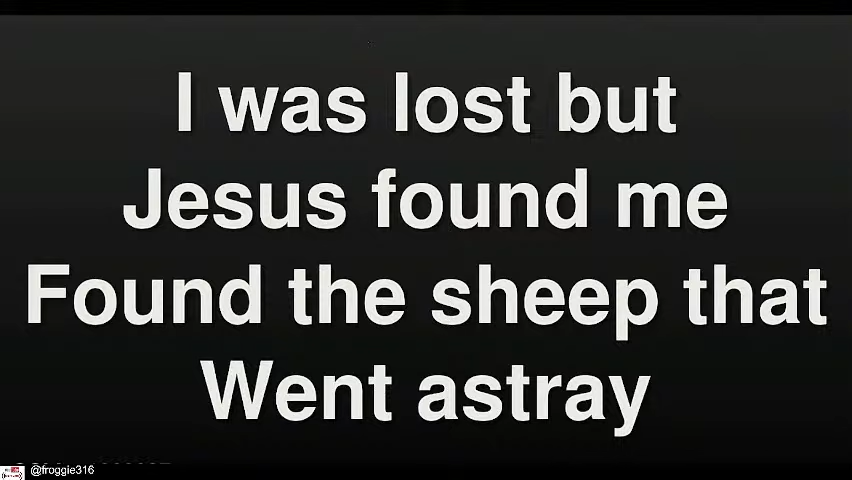 I was lost but
Jesus found me
Found the sheep that
Went astray
@froggie316